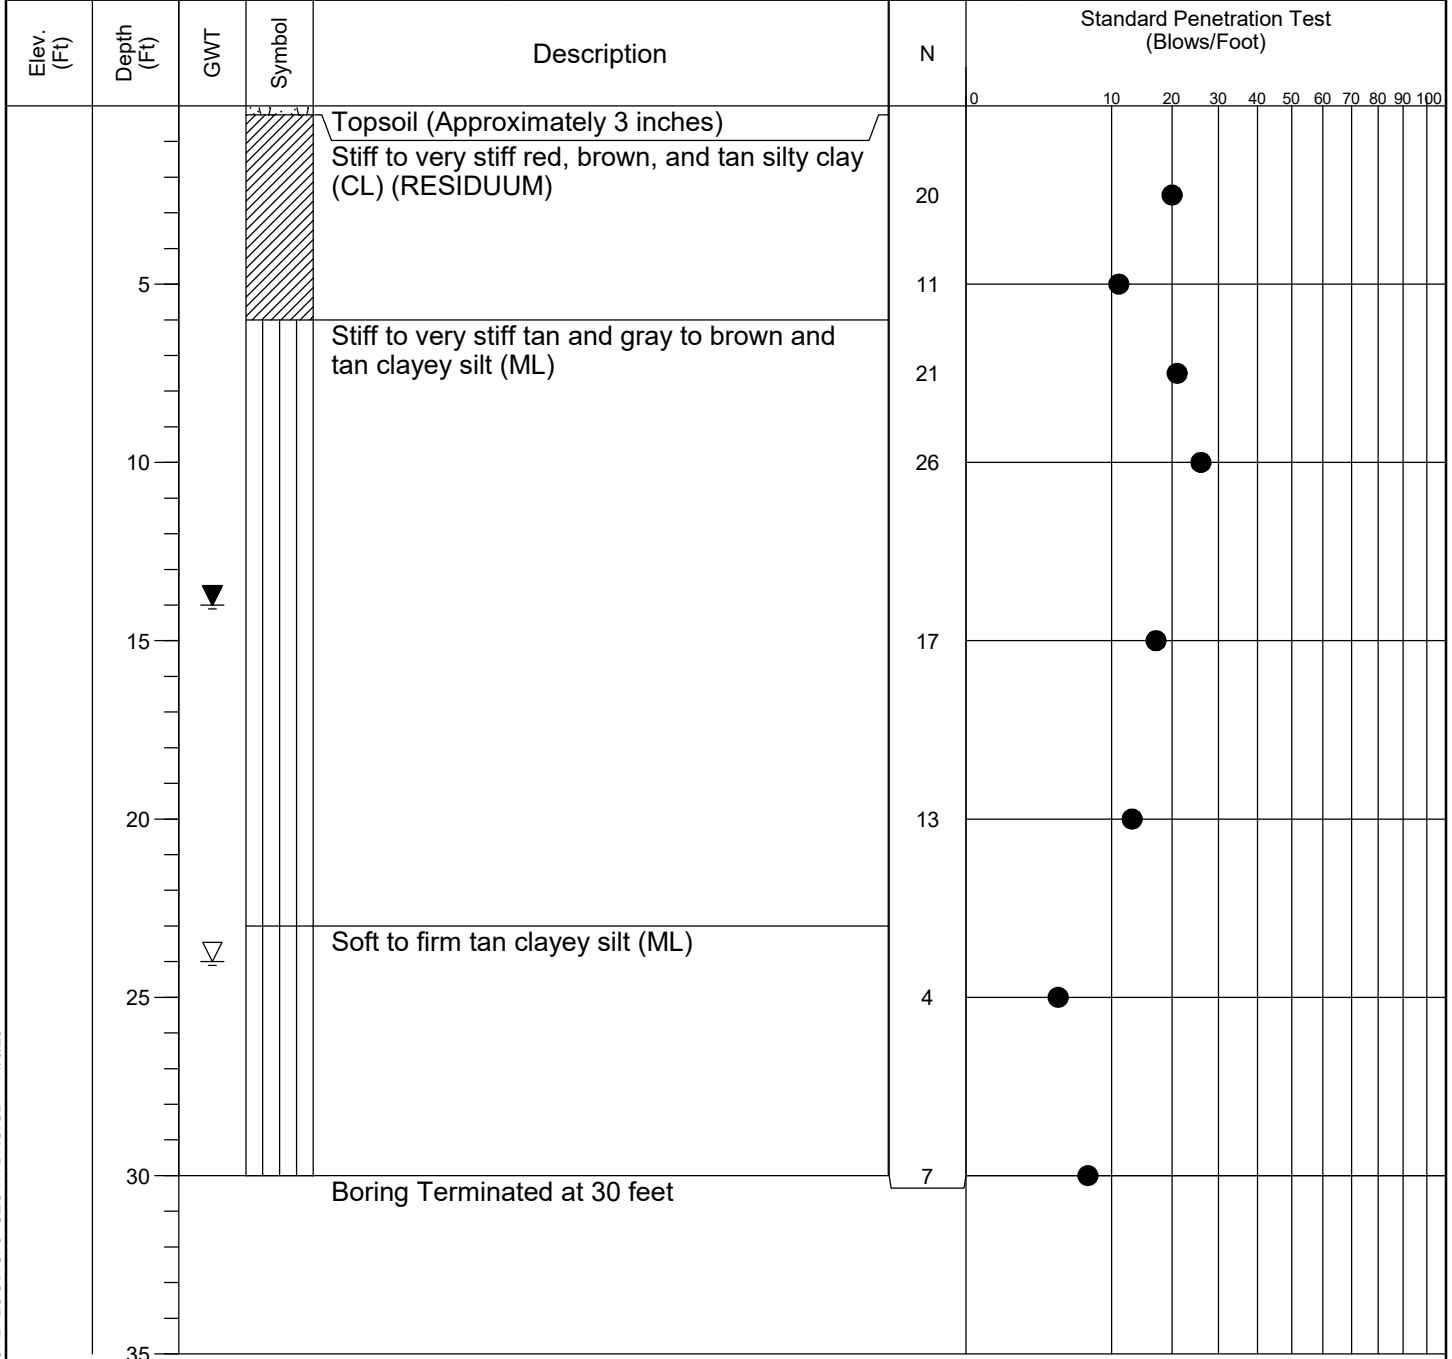 Elev.
(Ft)
Depth
(Ft)
GWT
Symbol
Description
N
Standard Penetration Test
(Blows/Foot)
0 10 20 30 40 50 60 70 80 90 100
Topsoil (Approximately 3 inches)
Stiff to very stiff red, brown, and tan silty clay
(CL) (RESIDUUM)
20
5
11
Stiff to very stiff tan and gray to brown and
tan clayey silt (ML)
21
10
26
15
17
20
13
Soft to firm tan clayey silt (ML)
25
4
30
7
Boring Terminated at 30 feet
35